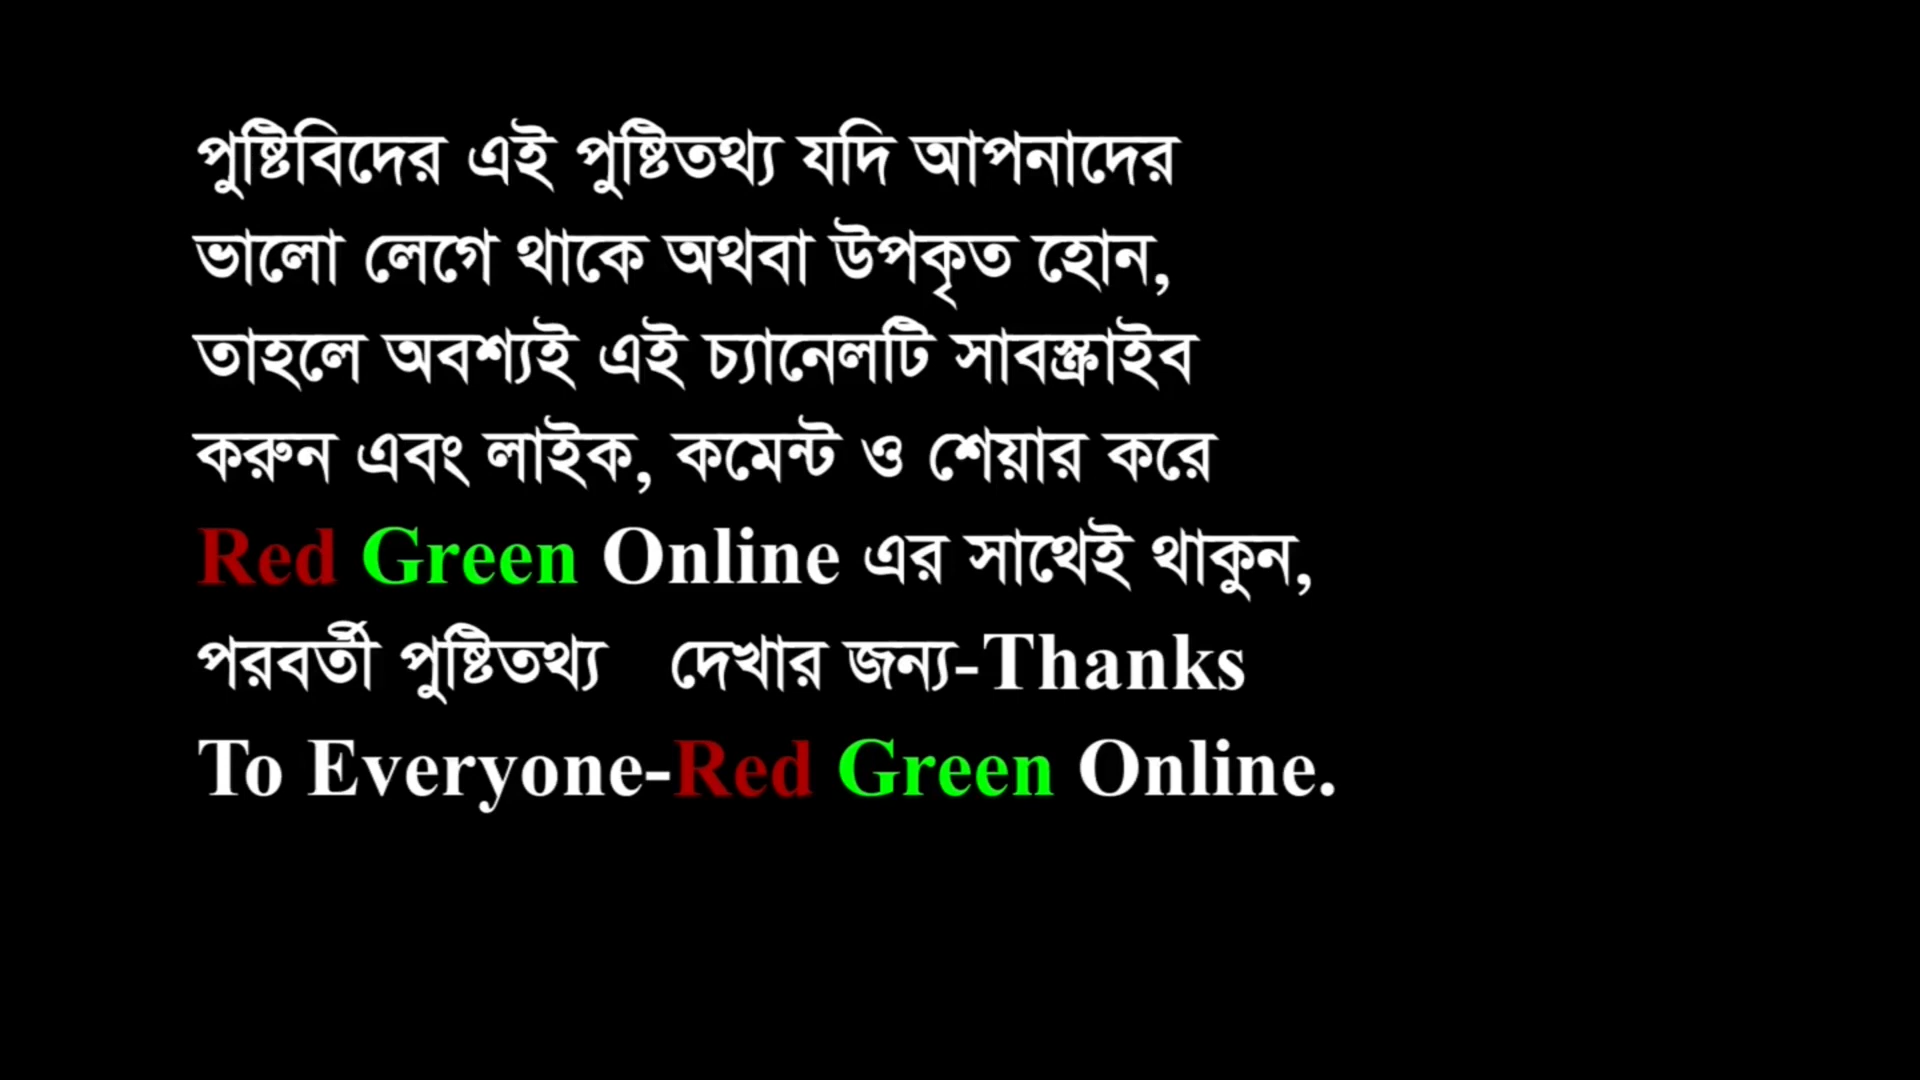 পুষ্টিবিদের এই পুষ্টিতথ্য যদি আপনাদের
ভালো লেগে থাকে অথবা উপকৃত হোন,
তাহলে অবশ্যই এই চ্যানেলটি সাবস্ক্রাইব
করুন এবং লাইক, কমেন্ট ও শেয়ার করে
Red Green Online এর সাথেই থাকুন,
পরবর্তী পুষ্টিতথ্য দেখার জন্য-Thanks
To Everyone-Red Green Online.